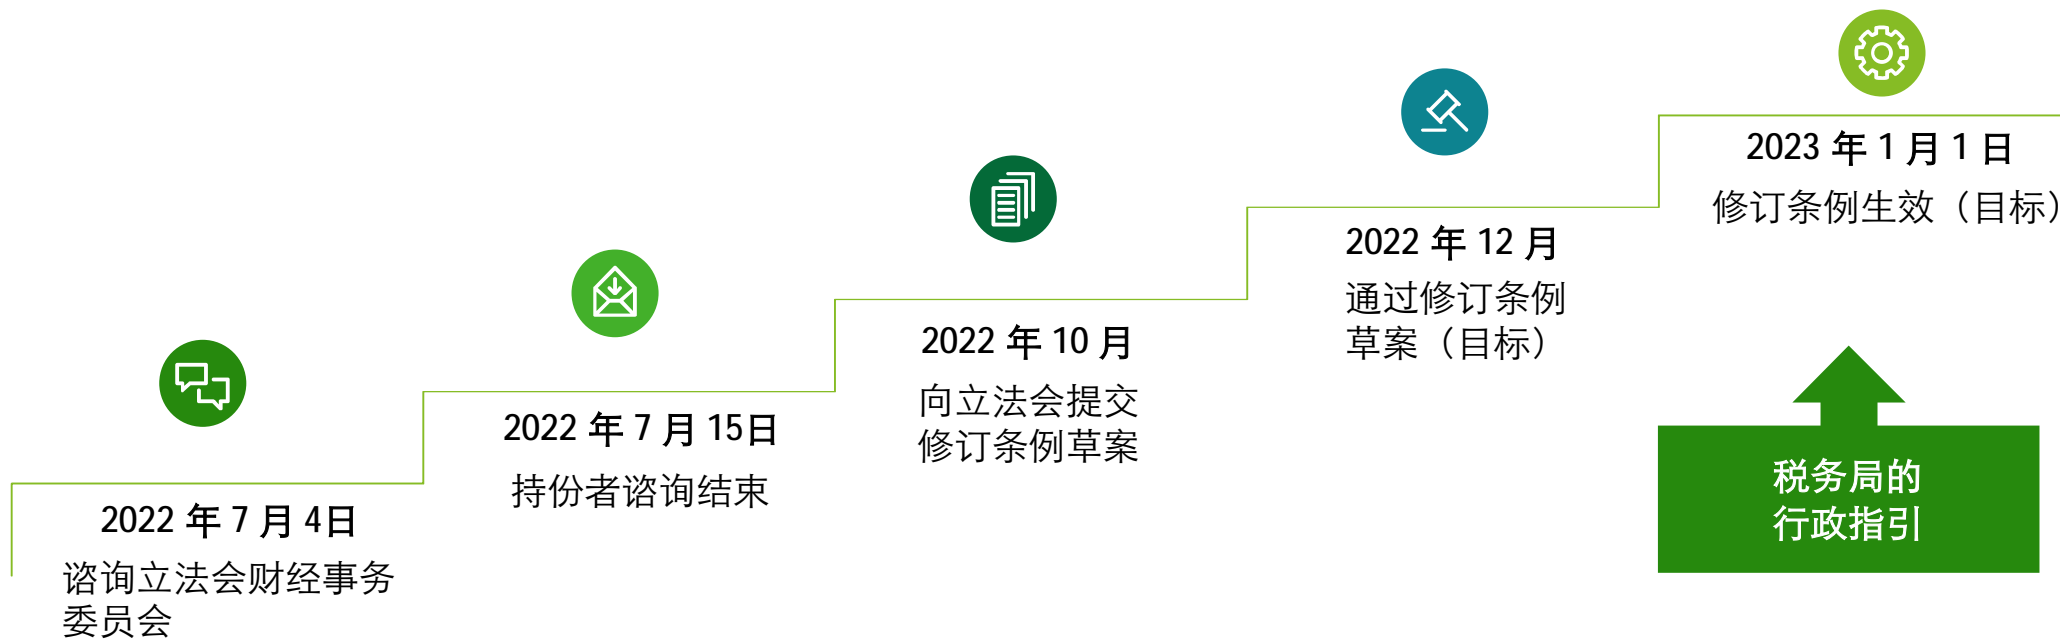 2022 年 7 月 4日
谘询立法会财经事务
委员会
2022 年 7 月 15日
持份者谘询结束
2022 年 10 月
向立法会提交
修订条例草案
2022 年 12 月
通过修订条例
草案（目标）
2023 年 1 月 1 日
修订条例生效（目标）
税务局的
行政指引